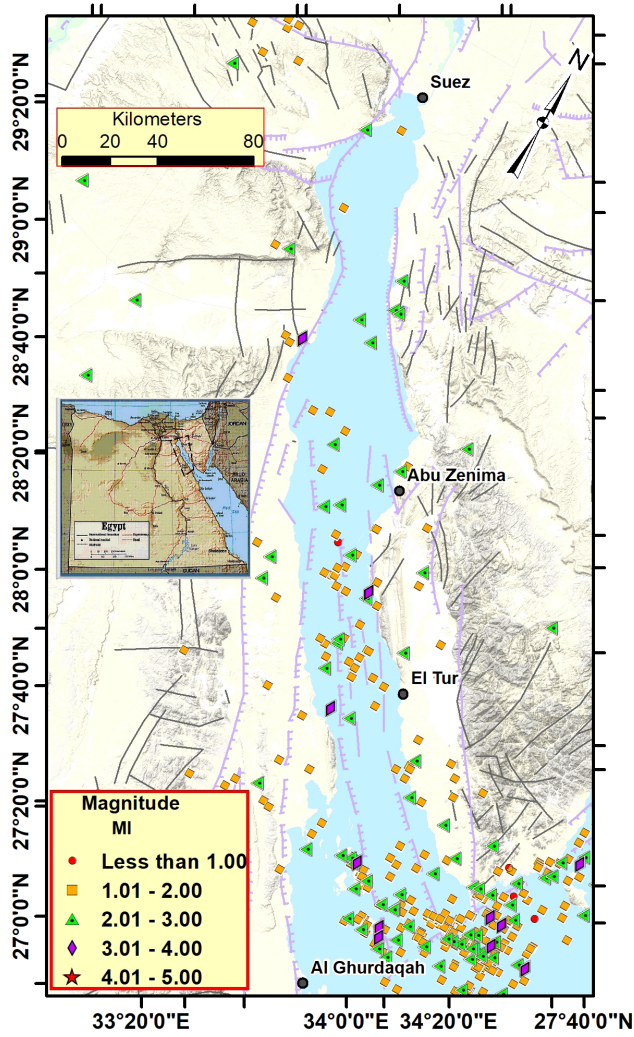 Suez
N
Kilometers
0 20 40 80
29°20'0"N
29°0'0"N
28°40'0"N
28°20'0"N
28°0'0"N
27°40'0"N
27°20'0"N
27°0'0"N
Egypt
Abu Zenima
El Tur
Magnitude
Ml
Less than 1.00
1.01 - 2.00
2.01 - 3.00
3.01 - 4.00
4.01 - 5.00
Al Ghurdaqah
33°20'0"E 34°0'0"E 34°20'0"E 27°40'0"N